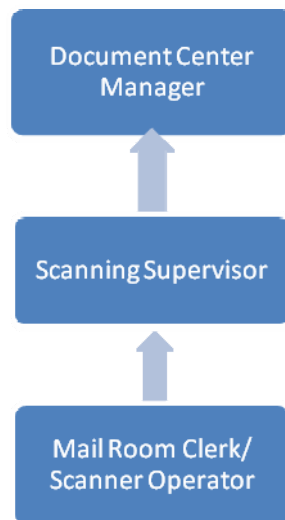 Document Center
Manager
Scanning Supervisor
Mail Room Clerk/
Scanner Operator